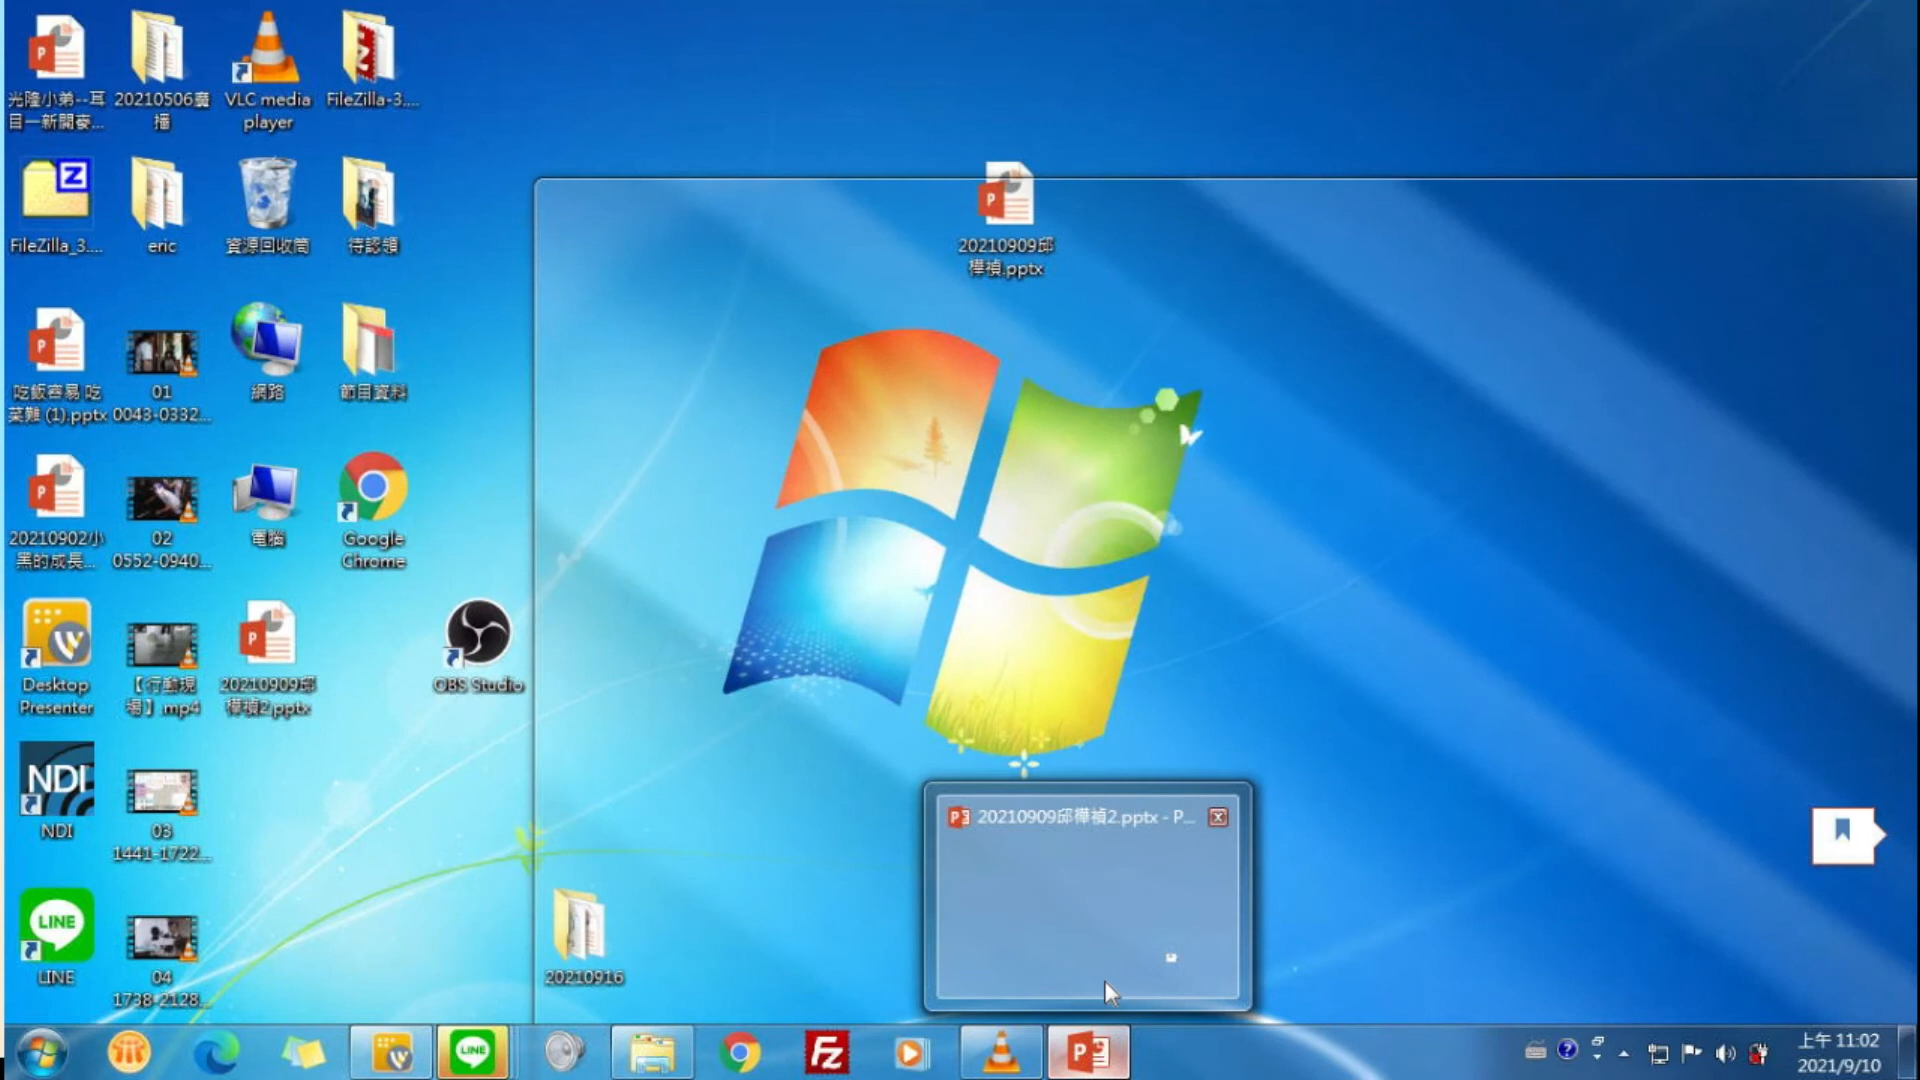 光隆小弟--耳
目一新開麥...
20210506廣
播
VLC media
player
FileZilla-3....
FileZilla_3....
eric
資源回收筒
待認領
20210909邱
樺禎.pptx
吃飯容易 吃
菜難 (1).pptx
01
0043-0332...
網路
節目資料
20210902小
黑的成長...
02
0552-0940...
電腦
Google
Chrome
Desktop
Presenter
【行動現
場】.mp4
20210909邱
樺禎2.pptx
OBS Studio
NDI
NDI
03
1441-1722...
20210909邱樺禎2.pptx - P...
LINE
LINE
04
1738-2128...
20210916
LINE
上午 11:02
2021/9/10